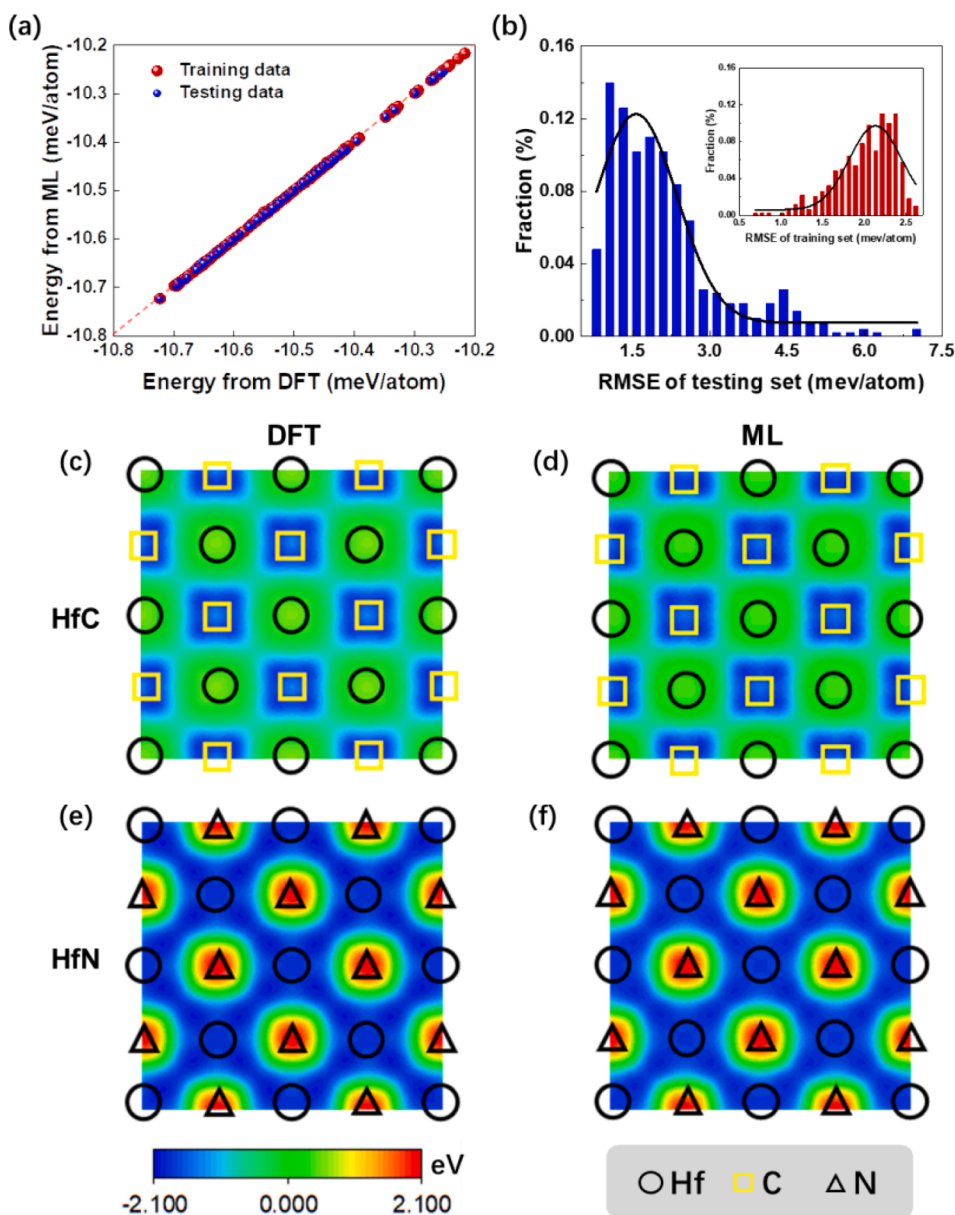 (a)
-10.2
-10.3
-10.4
-10.5
-10.6
-10.7
-10.8
Energy from ML (meV/atom)
Training data
Testing data
-10.8 -10.7 -10.6 -10.5 -10.4 -10.3 -10.2
Energy from DFT (meV/atom)
(b)
0.16
0.12
0.08
0.04
0.00
Fraction (%)
1.5 3.0 4.5 6.0 7.5
RMSE of testing set (mev/atom)
0.16
0.12
0.08
0.04
0.00
Fraction (%)
0.5 1.0 1.5 2.0 2.5
RMSE of training set (mev/atom)
DFT
ML
(c)
(d)
HfC
(e)
(f)
HfN
eV
-2.100 0.000 2.100
Hf C N